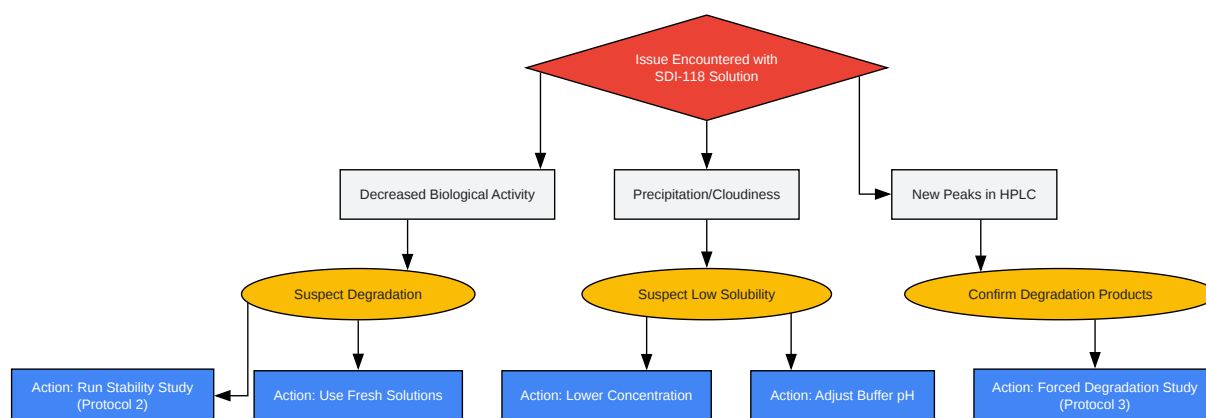 Issue Encountered with
SDI-118 Solution
Decreased Biological Activity
Precipitation/Cloudiness
New Peaks in HPLC
Suspect Degradation
Suspect Low Solubility
Confirm Degradation Products
Action: Run Stability Study
(Protocol 2)
Action: Use Fresh Solutions
Action: Lower Concentration
Action: Adjust Buffer pH
Action: Forced Degradation Study
(Protocol 3)